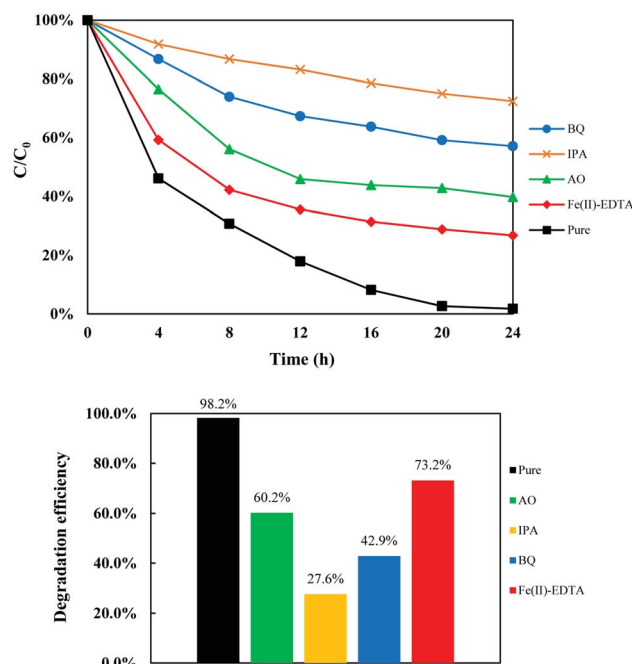 100%
80%
60%
40%
20%
0%
C/C₀
0 4 8 12 16 20 24
Time (h)
BQ
IPA
AO
Fe(II)-EDTA
Pure
100.0%
80.0%
60.0%
40.0%
20.0%
0.0%
Degradation efficiency
98.2%
60.2%
27.6%
42.9%
73.2%
Pure
AO
IPA
BQ
Fe(II)-EDTA